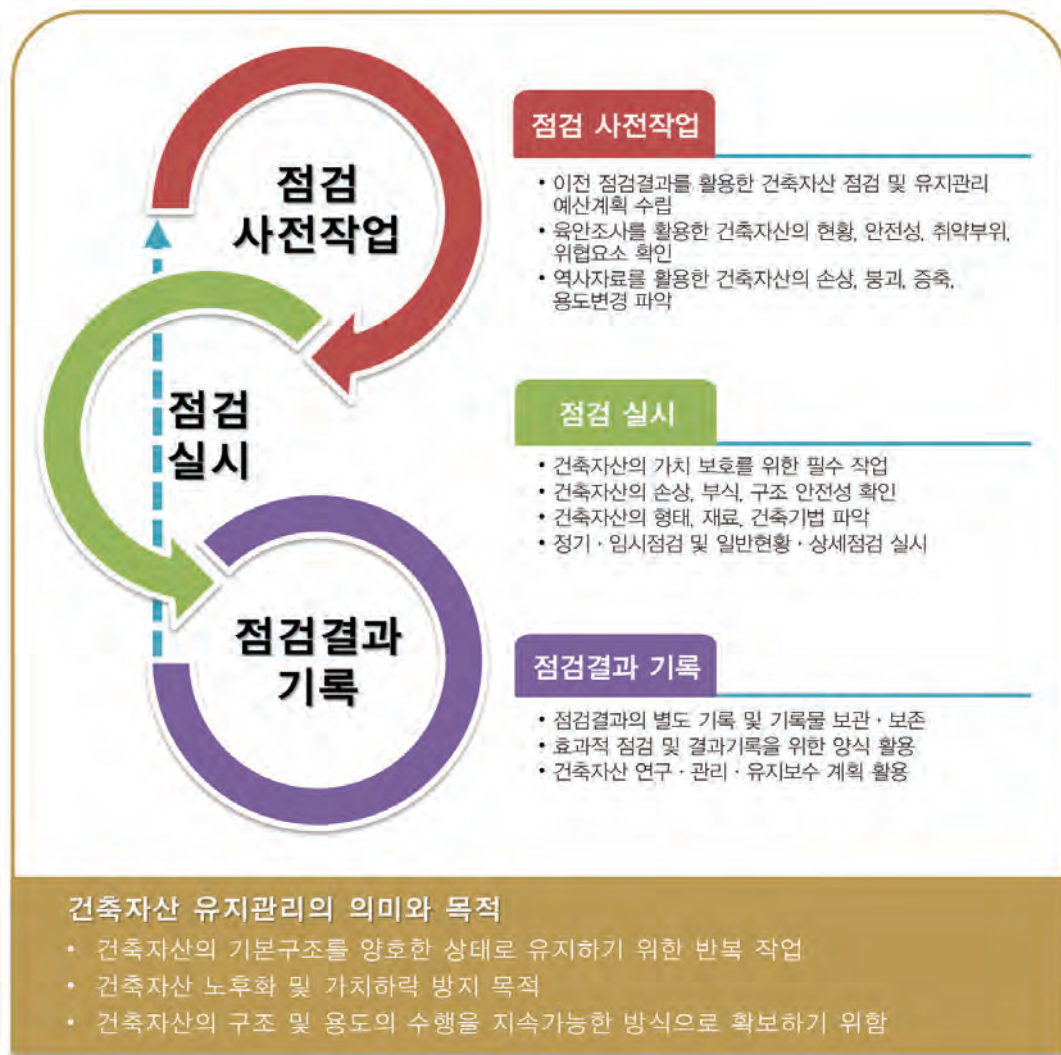 점검
사전작업
점검 사전작업
• 이전 점검결과를 활용한 건축자산 점검 및 유지관리
예산계획 수립
• 육안조사를 활용한 건축자산의 현황, 안전성, 취약부위,
위협요소 확인
• 역사자료를 활용한 건축자산의 손상, 붕괴, 증축,
용도변경 파악
점검
실시
점검 실시
• 건축자산의 가치 보호를 위한 필수 작업
• 건축자산의 손상, 부식, 구조 안전성 확인
• 건축자산의 형태, 재료, 건축기법 파악
• 정기 · 임시점검 및 일반현황 · 상세점검 실시
점검결과
기록
점검결과 기록
• 점검결과의 별도 기록 및 기록물 보관 · 보존
• 효과적 점검 및 결과기록을 위한 양식 활용
• 건축자산 연구 · 관리 · 유지보수 계획 활용
건축자산 유지관리의 의미와 목적
• 건축자산의 기본구조를 양호한 상태로 유지하기 위한 반복 작업
• 건축자산 노후화 및 가치하락 방지 목적
• 건축자산의 구조 및 용도의 수행을 지속가능한 방식으로 확보하기 위함